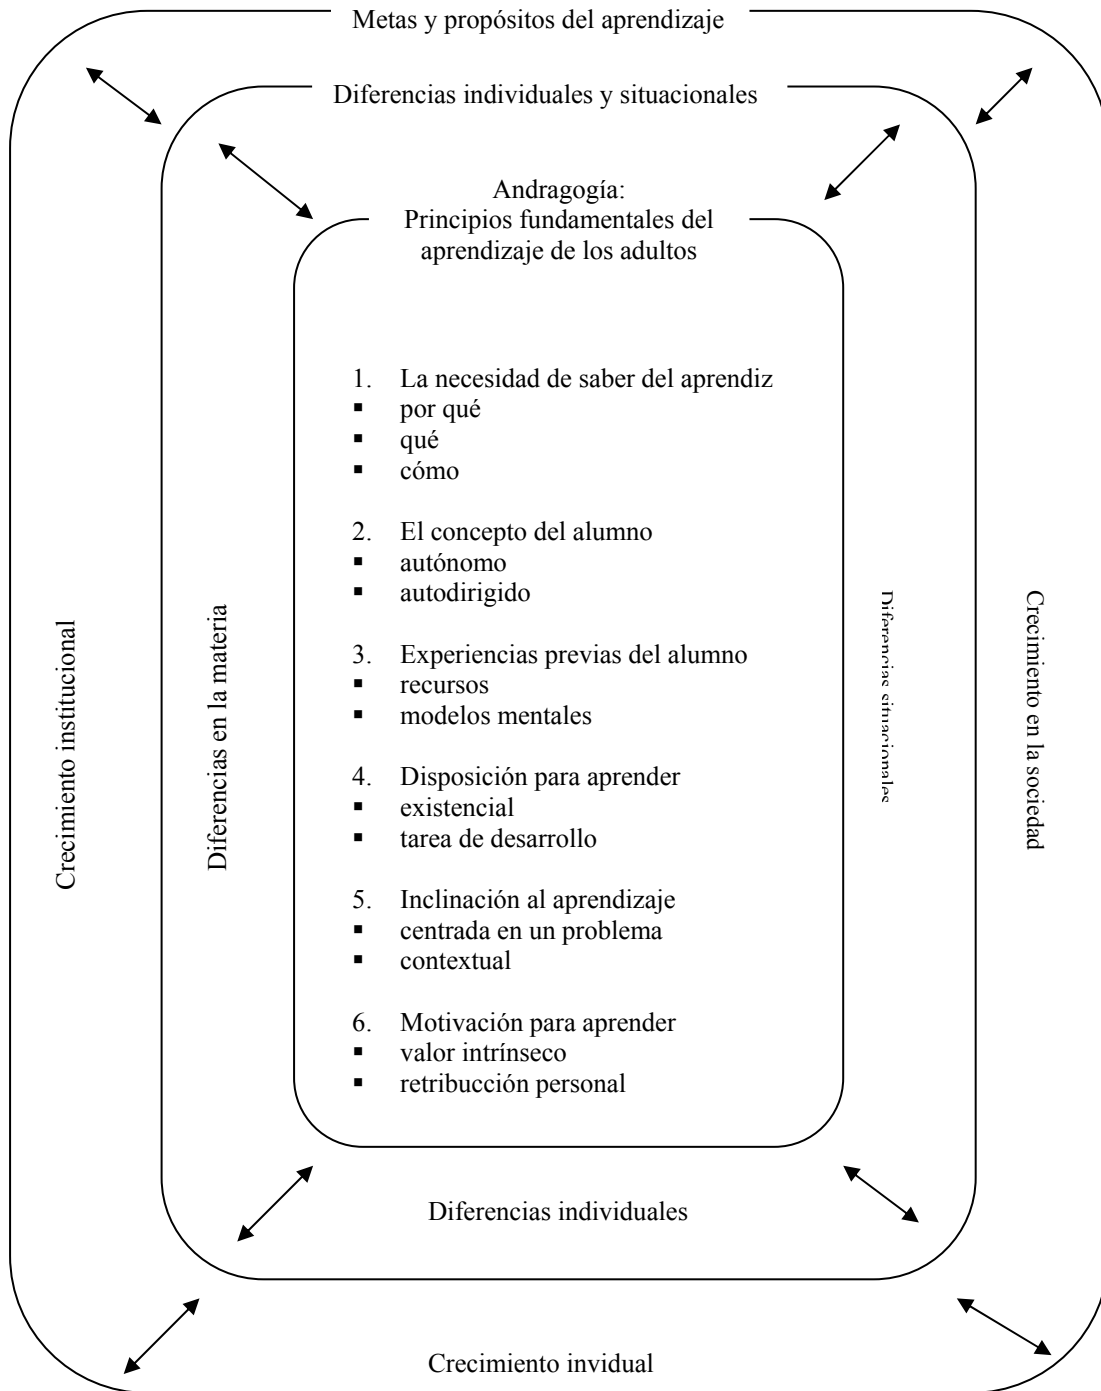 Metas y propósitos del aprendizaje
Diferencias individuales y situacionales
Andragogía:
Principios fundamentales del
aprendizaje de los adultos
1. La necesidad de saber del aprendiz
▪ por qué
▪ qué
▪ cómo
2. El concepto del alumno
▪ autónomo
▪ autodirigido
3. Experiencias previas del alumno
▪ recursos
▪ modelos mentales
4. Disposición para aprender
▪ existencial
▪ tarea de desarrollo
5. Inclinación al aprendizaje
▪ centrada en un problema
▪ contextual
6. Motivación para aprender
▪ valor intrínseco
▪ retribucción personal
Crecimiento institucional
Diferencias en la materia
Diferencias situacionales
Crecimiento en la sociedad
Diferencias individuales
Crecimiento invidual